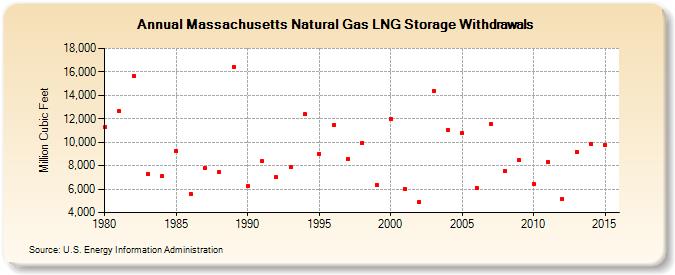 Annual Massachusetts Natural Gas LNG Storage Withdrawals
Million Cubic Feet
18,000
16,000
14,000
12,000
10,000
8,000
6,000
4,000
1980 1985 1990 1995 2000 2005 2010 2015
Source: U.S. Energy Information Administration